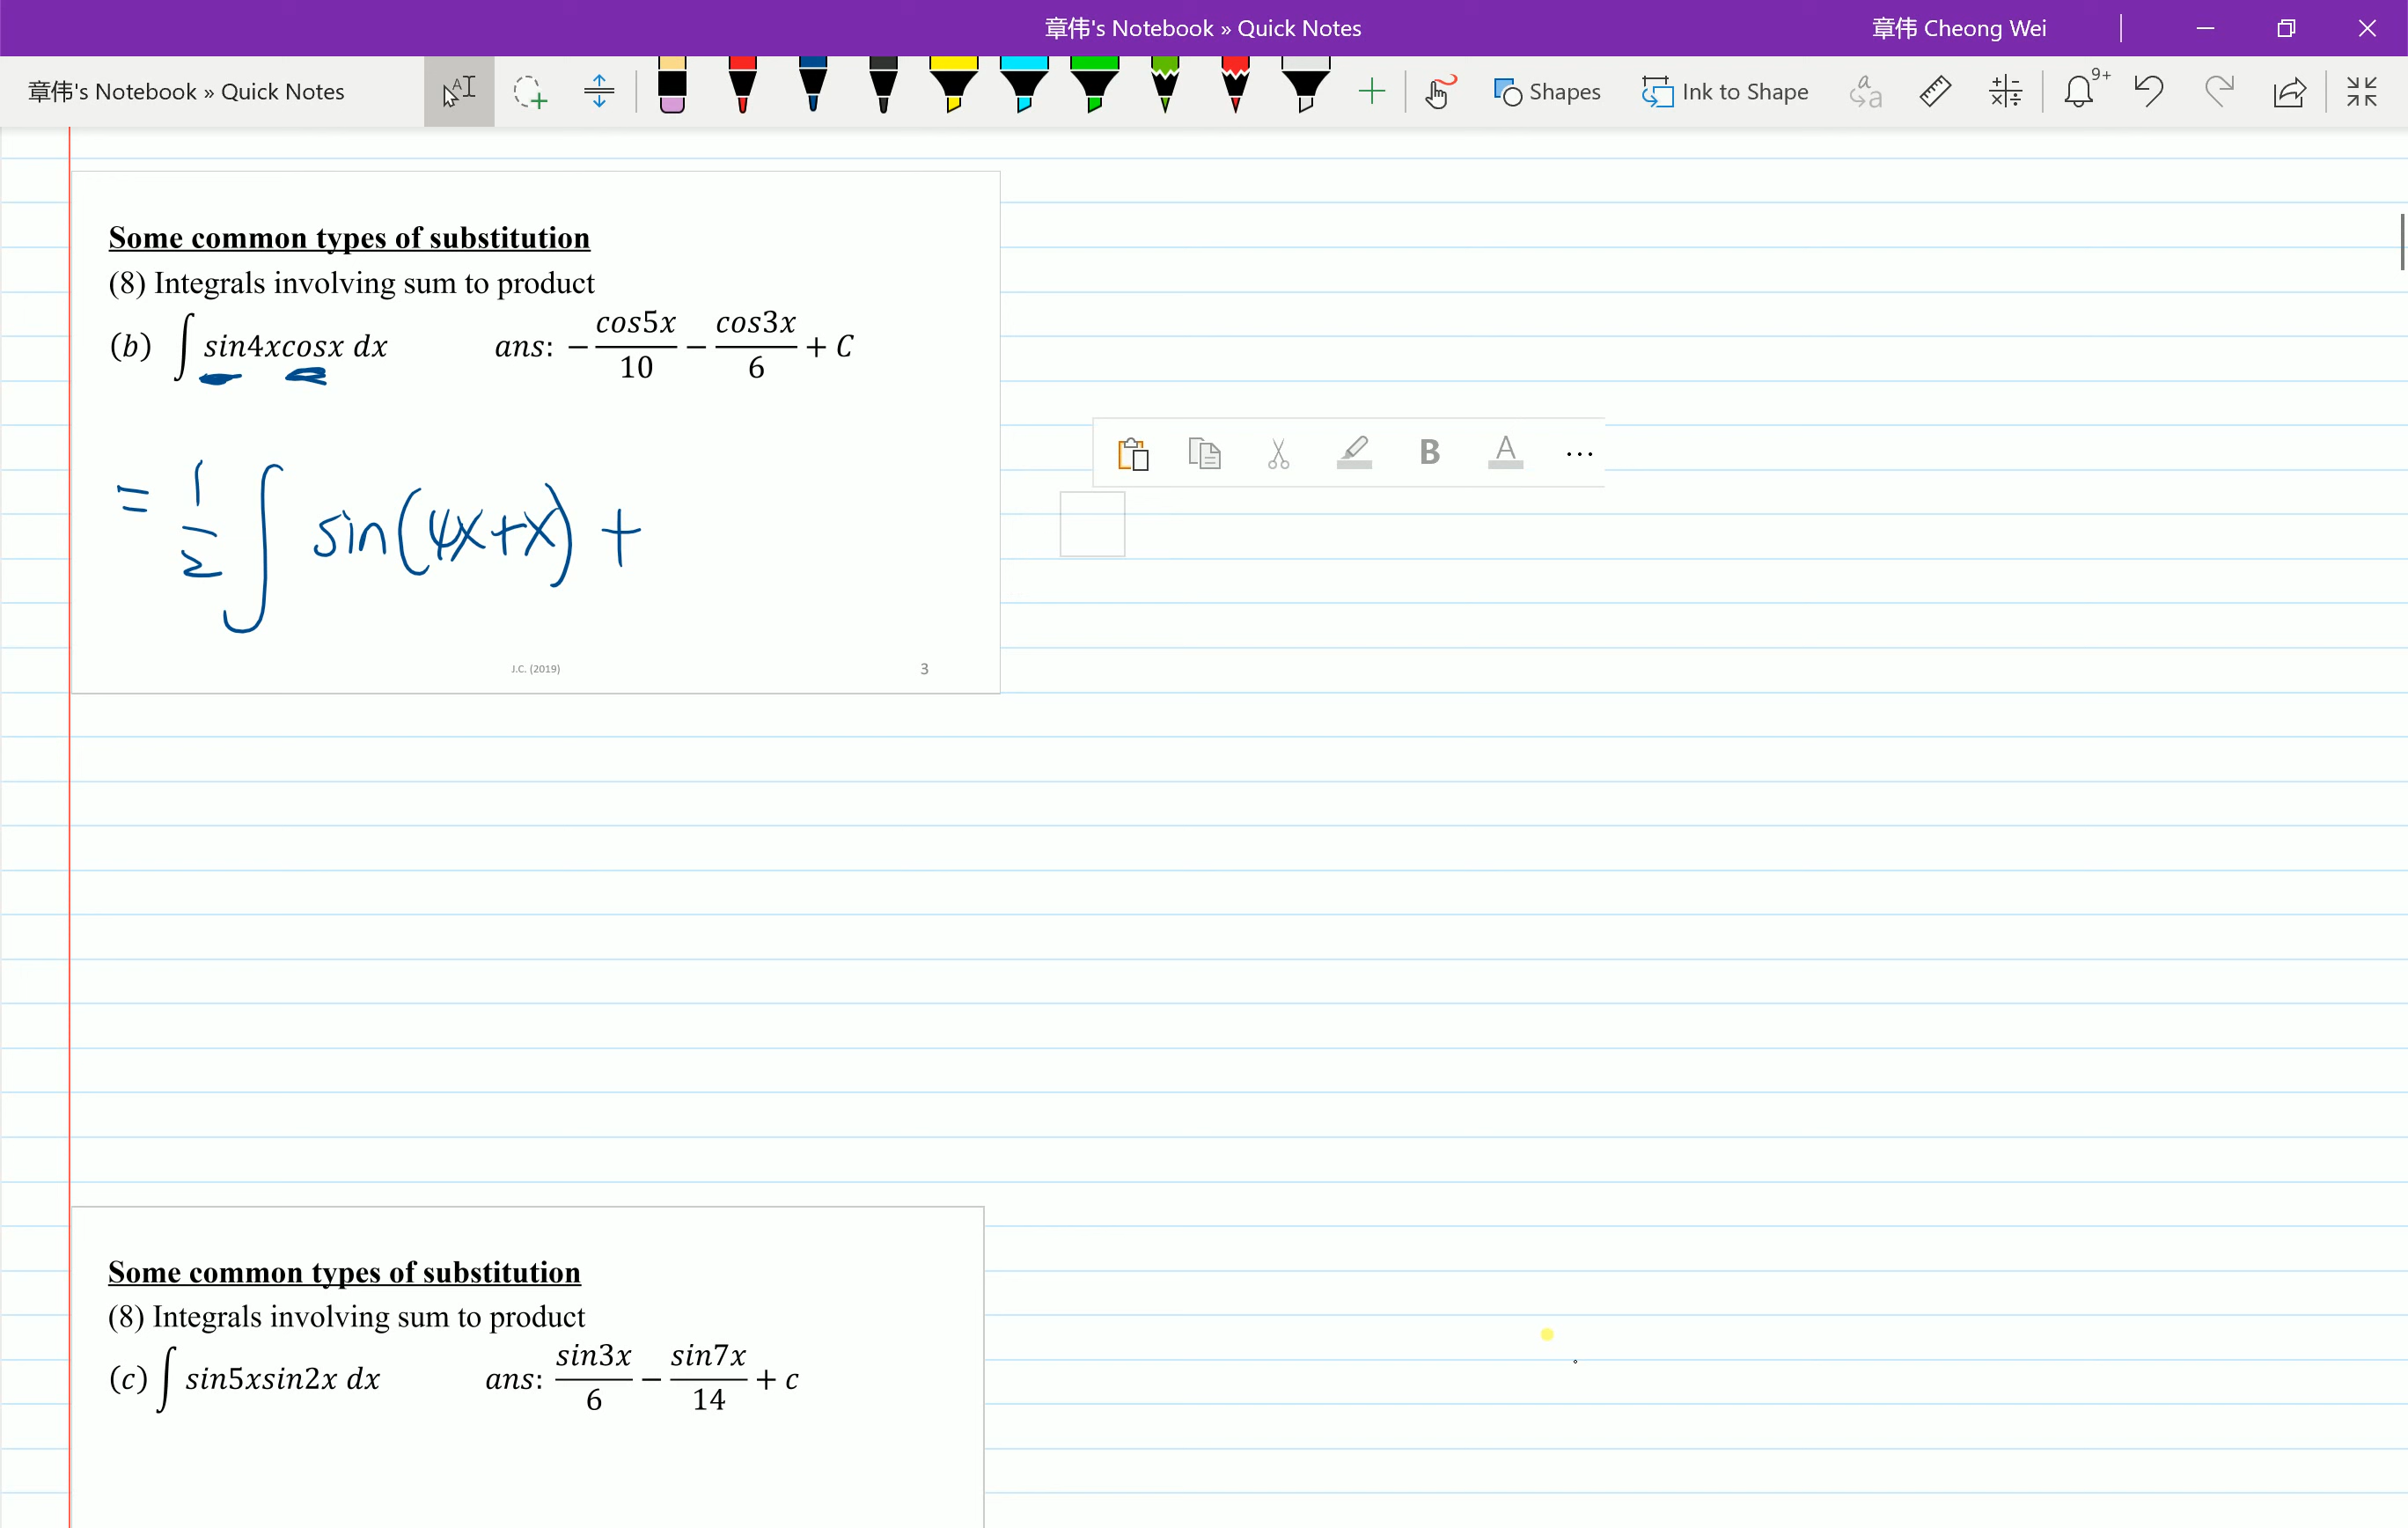 章伟's Notebook » Quick Notes
章伟 Cheong Wei
章伟's Notebook » Quick Notes
Shapes
Ink to Shape
9+
Some common types of substitution
(8) Integrals involving sum to product
(b) ∫ sin4xcosx dx ans: − cos5x/10 − cos3x/6 + C
B A ...
= 1/2 ∫ sin(4x+x) +
J.C. (2019) 3
Some common types of substitution
(8) Integrals involving sum to product
(c) ∫ sin5xsin2x dx ans: sin3x/6 − sin7x/14 + c